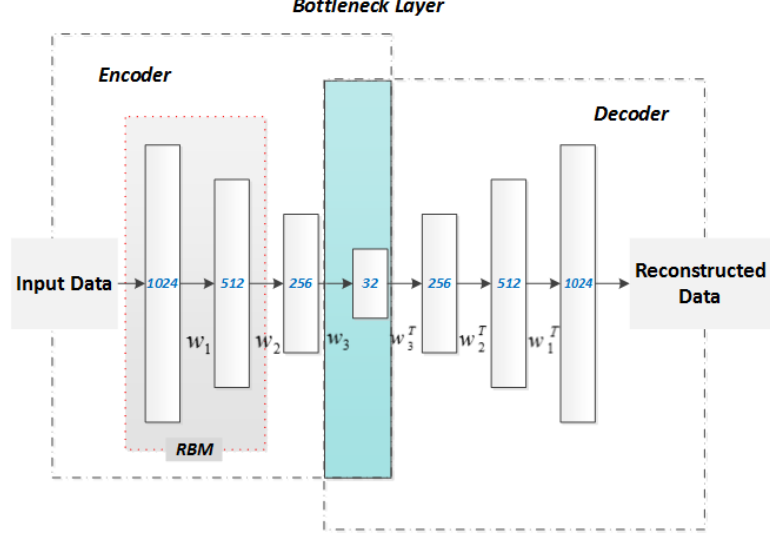 Bottleneck Layer
Encoder
Decoder
Input Data
1024
512
256
32
256
512
1024
Reconstructed
Data
w₁
w₂
w₃
w₃ᵀ
w₂ᵀ
w₁ᵀ
RBM